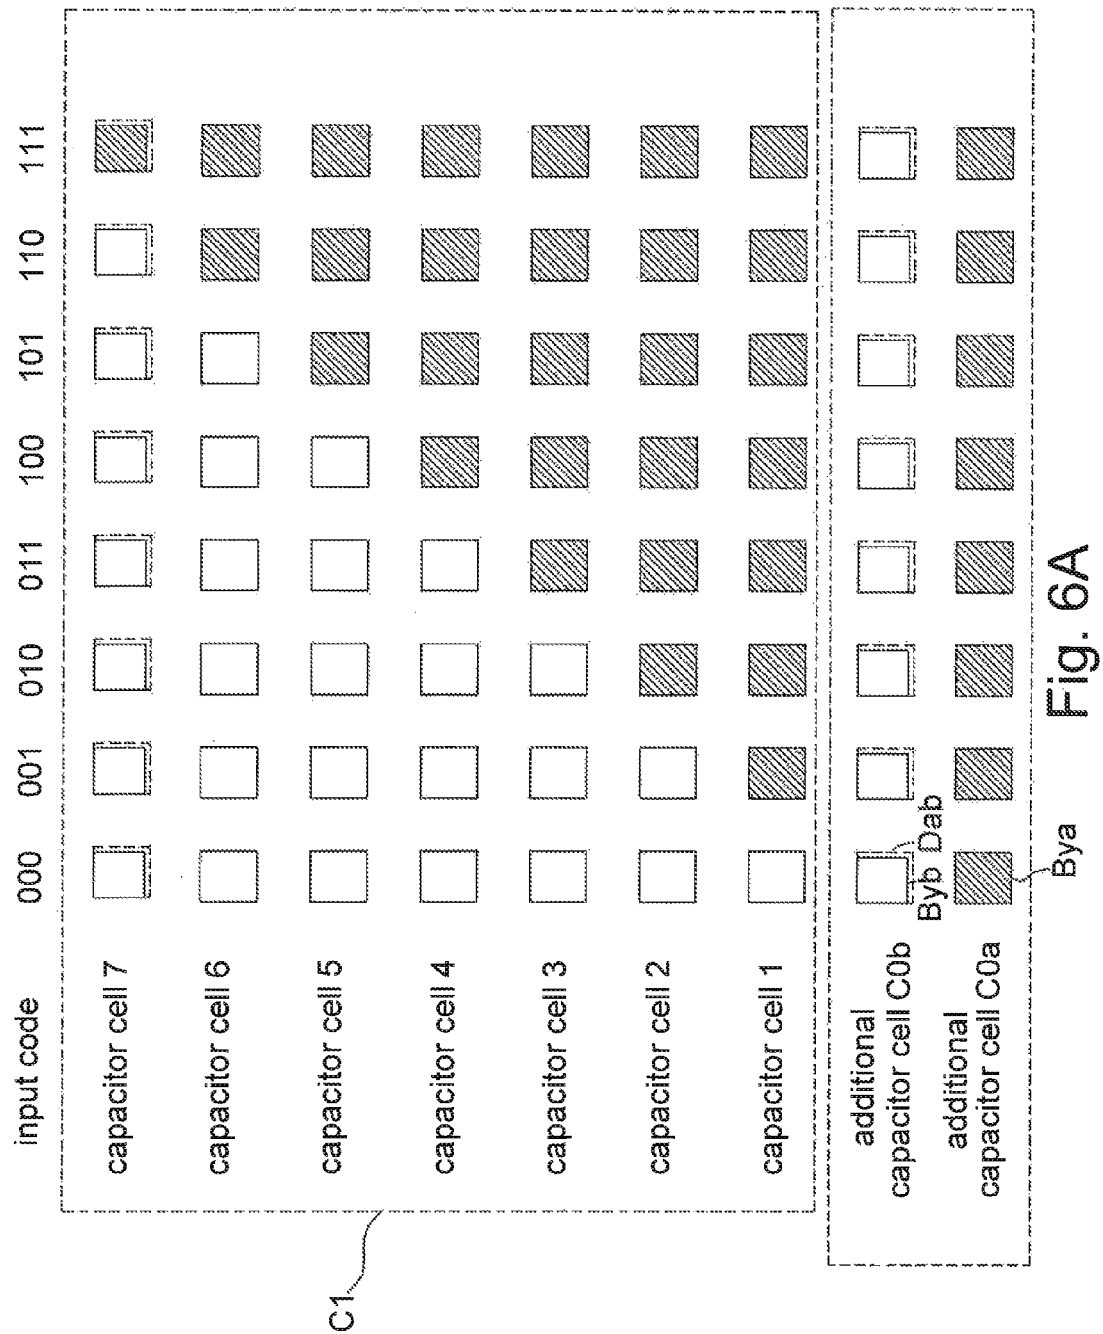 input code
000
001
010
011
100
101
110
111
capacitor cell 7
capacitor cell 6
capacitor cell 5
capacitor cell 4
capacitor cell 3
capacitor cell 2
capacitor cell 1
C1
additional
capacitor cell C0b
Byb
Dab
additional
capacitor cell C0a
Bya
Fig. 6A